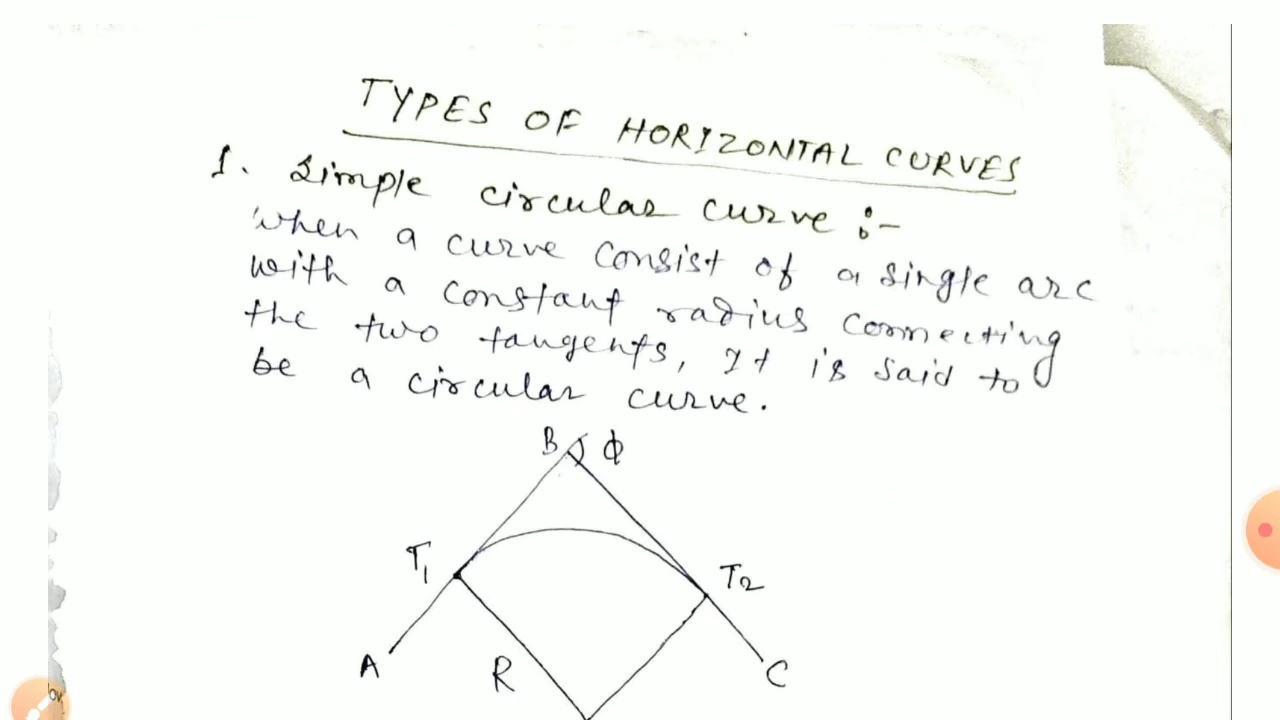 TYPES OF HORIZONTAL CURVES
1. Simple circular curve :-
When a curve consist of a single arc
with a constant radius connecting
the two tangents, It is said to
be a circular curve.
B ϕ
T1
T2
A R C